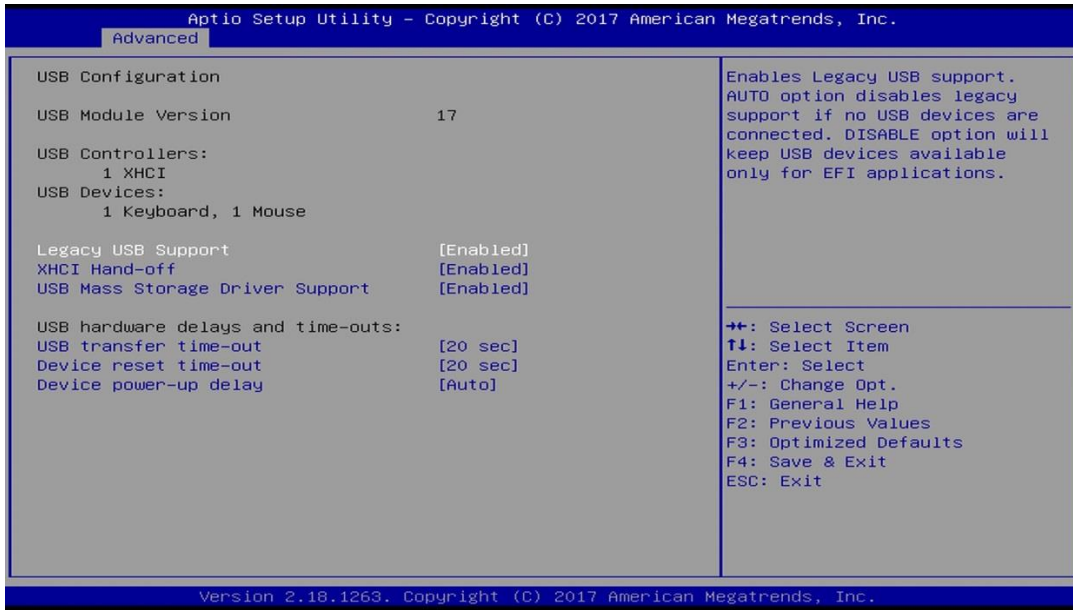 Aptio Setup Utility – Copyright (C) 2017 American Megatrends, Inc.
Advanced
USB Configuration
USB Module Version 17
USB Controllers:
1 XHCI
USB Devices:
1 Keyboard, 1 Mouse
Legacy USB Support [Enabled]
XHCI Hand-off [Enabled]
USB Mass Storage Driver Support [Enabled]
USB hardware delays and time-outs:
USB transfer time-out [20 sec]
Device reset time-out [20 sec]
Device power-up delay [Auto]
Enables Legacy USB support.
AUTO option disables legacy
support if no USB devices are
connected. DISABLE option will
keep USB devices available
only for EFI applications.
→←: Select Screen
↑↓: Select Item
Enter: Select
+/-: Change Opt.
F1: General Help
F2: Previous Values
F3: Optimized Defaults
F4: Save & Exit
ESC: Exit
Version 2.18.1263. Copyright (C) 2017 American Megatrends, Inc.